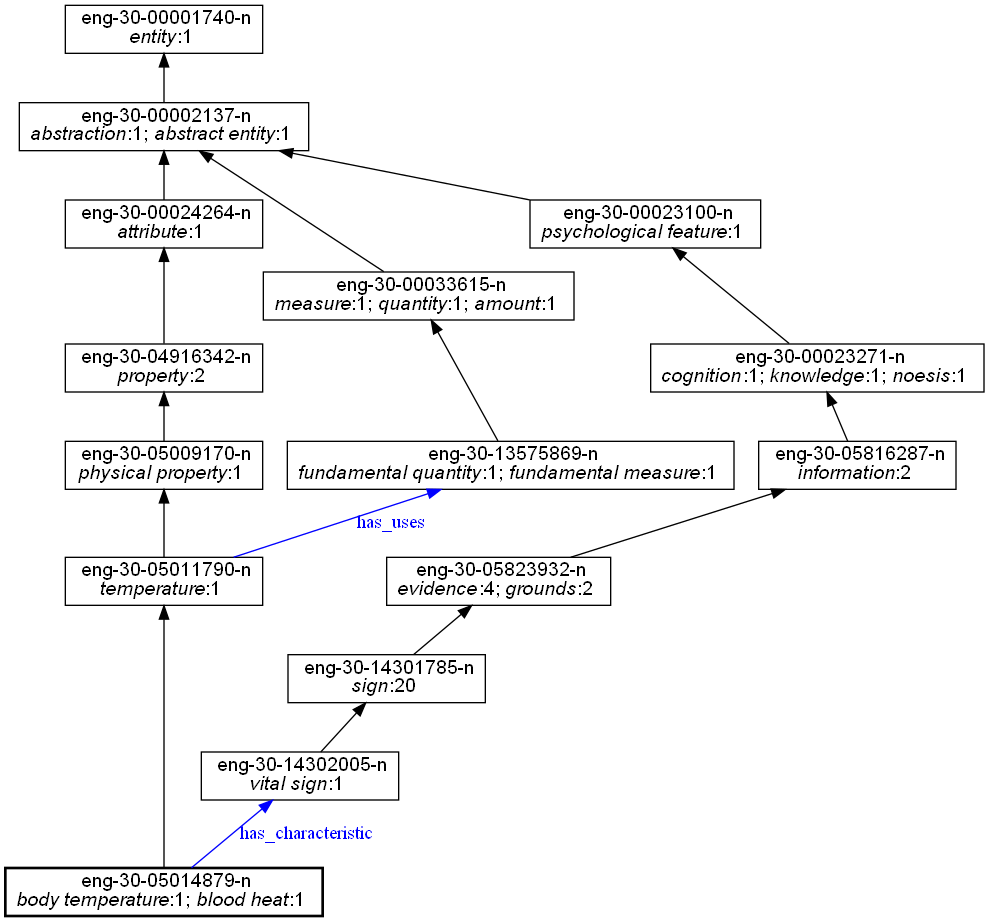 eng-30-00001740-n
entity:1
eng-30-00002137-n
abstraction:1; abstract entity:1
eng-30-00024264-n
attribute:1
eng-30-00023100-n
psychological feature:1
eng-30-00033615-n
measure:1; quantity:1; amount:1
eng-30-04916342-n
property:2
eng-30-00023271-n
cognition:1; knowledge:1; noesis:1
eng-30-05009170-n
physical property:1
eng-30-13575869-n
fundamental quantity:1; fundamental measure:1
eng-30-05816287-n
information:2
has_uses
eng-30-05011790-n
temperature:1
eng-30-05823932-n
evidence:4; grounds:2
eng-30-14301785-n
sign:20
eng-30-14302005-n
vital sign:1
has_characteristic
eng-30-05014879-n
body temperature:1; blood heat:1